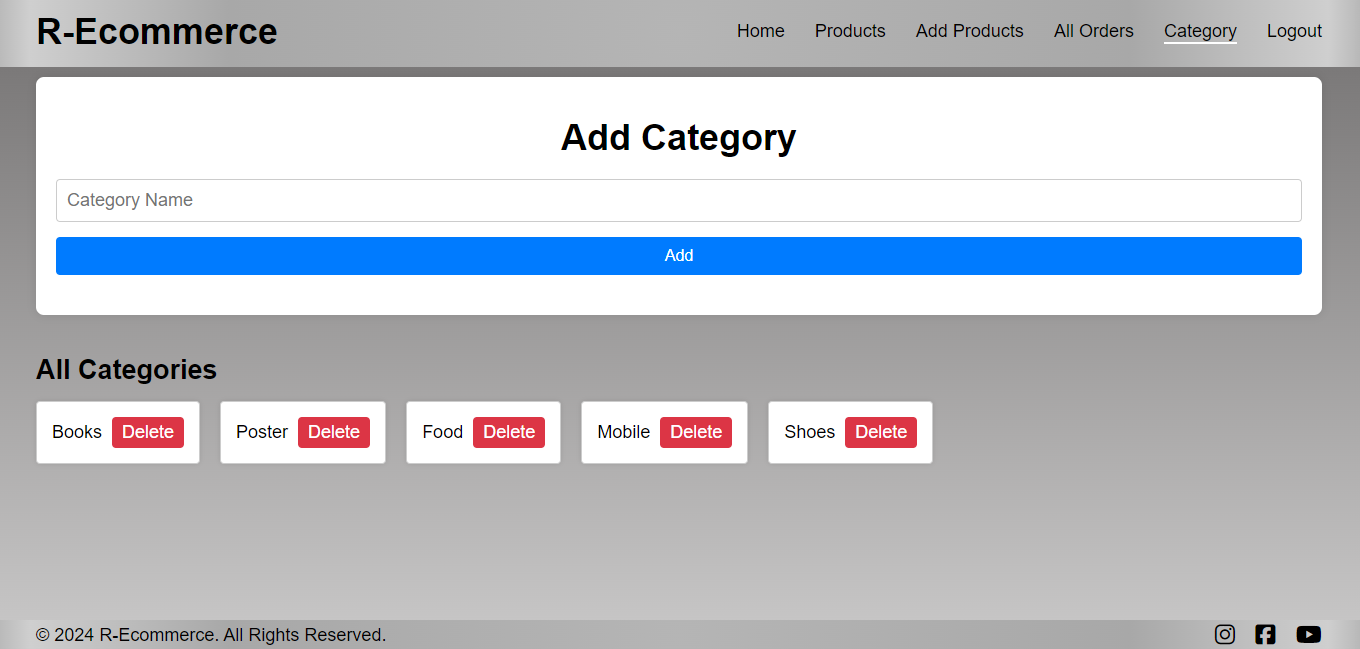 R-Ecommerce Home Products Add Products All Orders Category Logout
Add Category
Category Name
Add
All Categories
Books Delete Poster Delete Food Delete Mobile Delete Shoes Delete
© 2024 R-Ecommerce. All Rights Reserved.